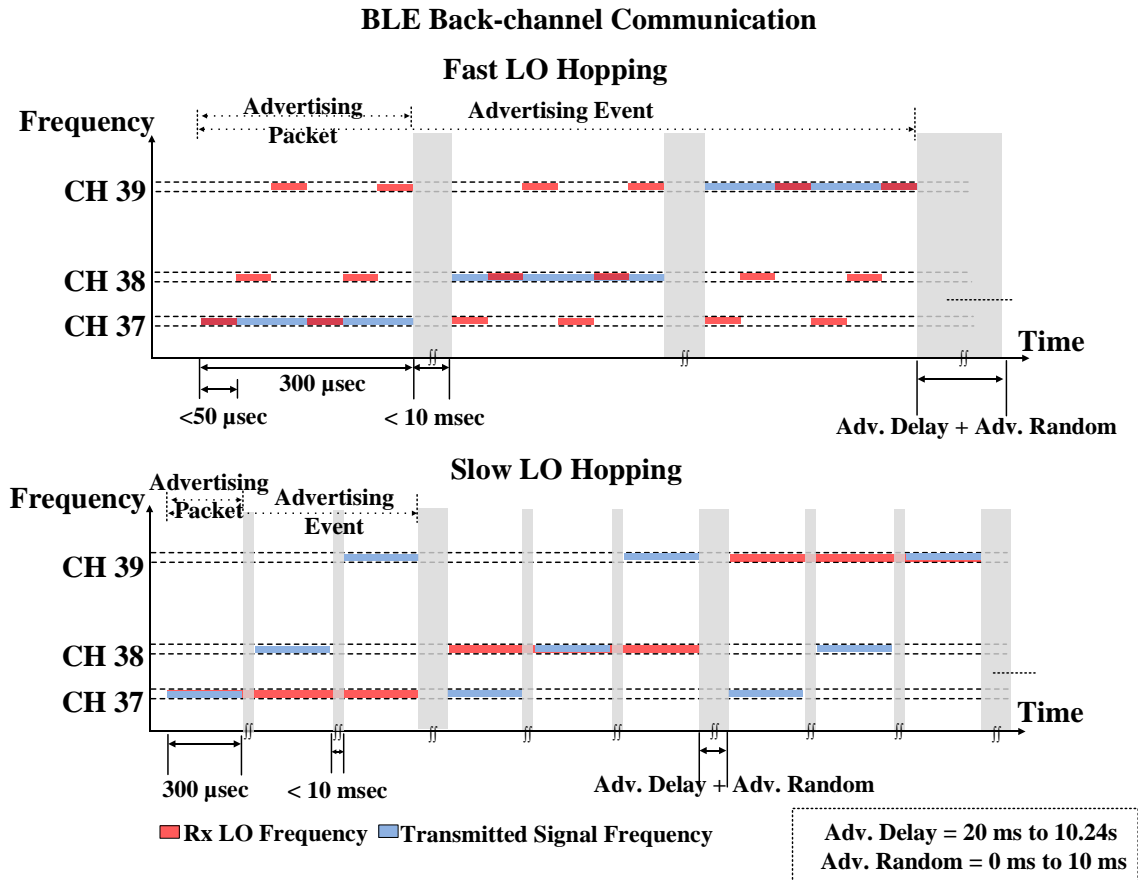 BLE Back-channel Communication
Fast LO Hopping
Advertising Packet
Advertising Event
Frequency
CH 39
CH 38
CH 37
Time
300 μsec
<50 μsec
< 10 msec
Adv. Delay + Adv. Random
Slow LO Hopping
Advertising Packet
Advertising Event
Frequency
CH 39
CH 38
CH 37
Time
300 μsec
< 10 msec
Adv. Delay + Adv. Random
Rx LO Frequency
Transmitted Signal Frequency
Adv. Delay = 20 ms to 10.24s
Adv. Random = 0 ms to 10 ms